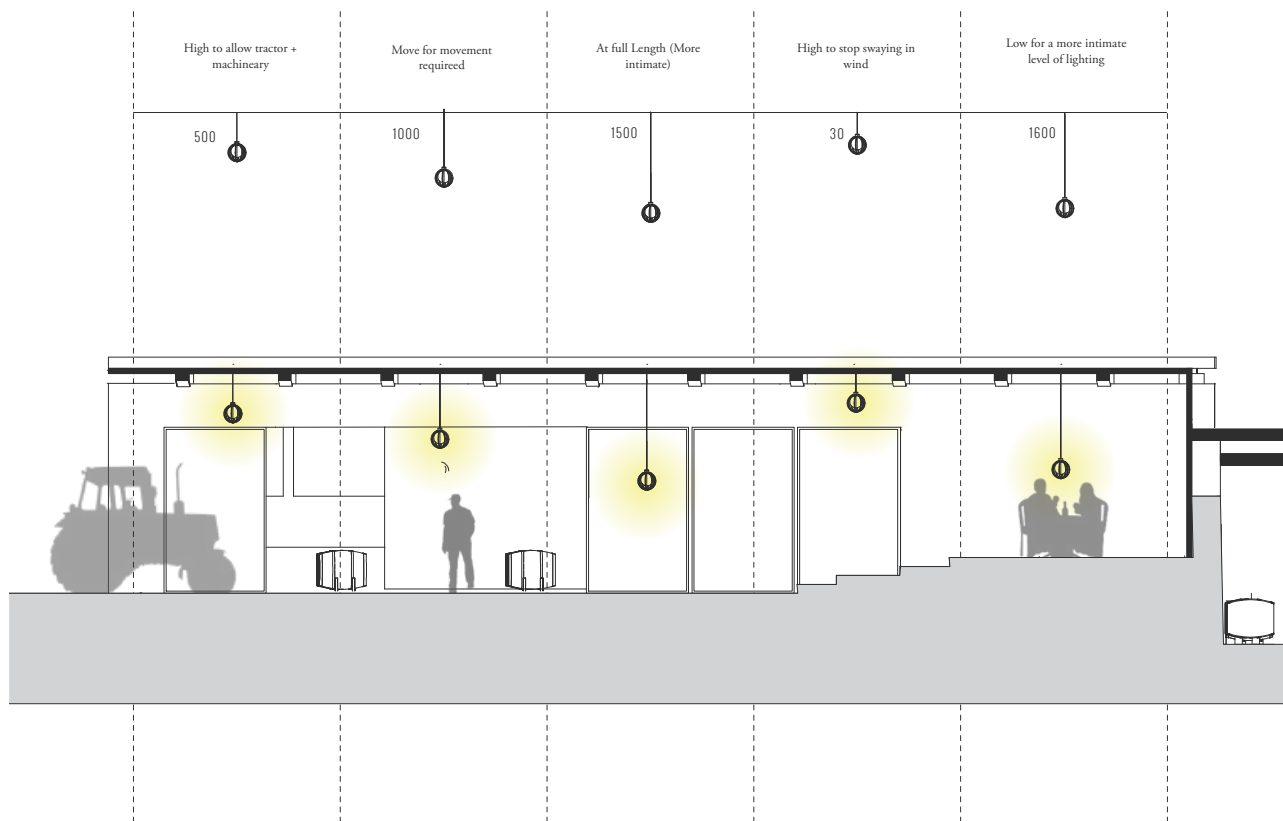 High to allow tractor +
machineary
Move for movement
requireed
At full Length (More
intimate)
High to stop swaying in
wind
Low for a more intimate
level of lighting
500
1000
1500
30
1600